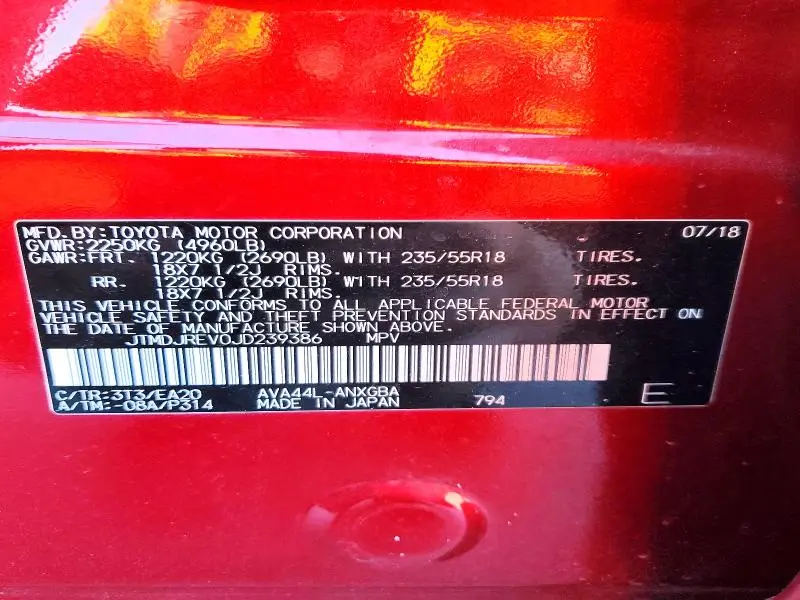 MFD.BY:TOYOTA MOTOR CORPORATION 07/18
GVWR:2250KG (4960LB)
GAWR:FRT. 1220KG (2690LB) WITH 235/55R18 TIRES.
18X7 1/2J RIMS.
RR. 1220KG (2690LB) WITH 235/55R18 TIRES.
18X7 1/2J RIMS.
THIS VEHICLE CONFORMS TO ALL APPLICABLE FEDERAL MOTOR
VEHICLE SAFETY AND THEFT PREVENTION STANDARDS IN EFFECT ON
THE DATE OF MANUFACTURE SHOWN ABOVE.
JTMDJREV0JD239386 MPV
C/TR:3T3/EA20 AVA44L-ANXGBA
A/TM:-08A/P314 MADE IN JAPAN 794 E